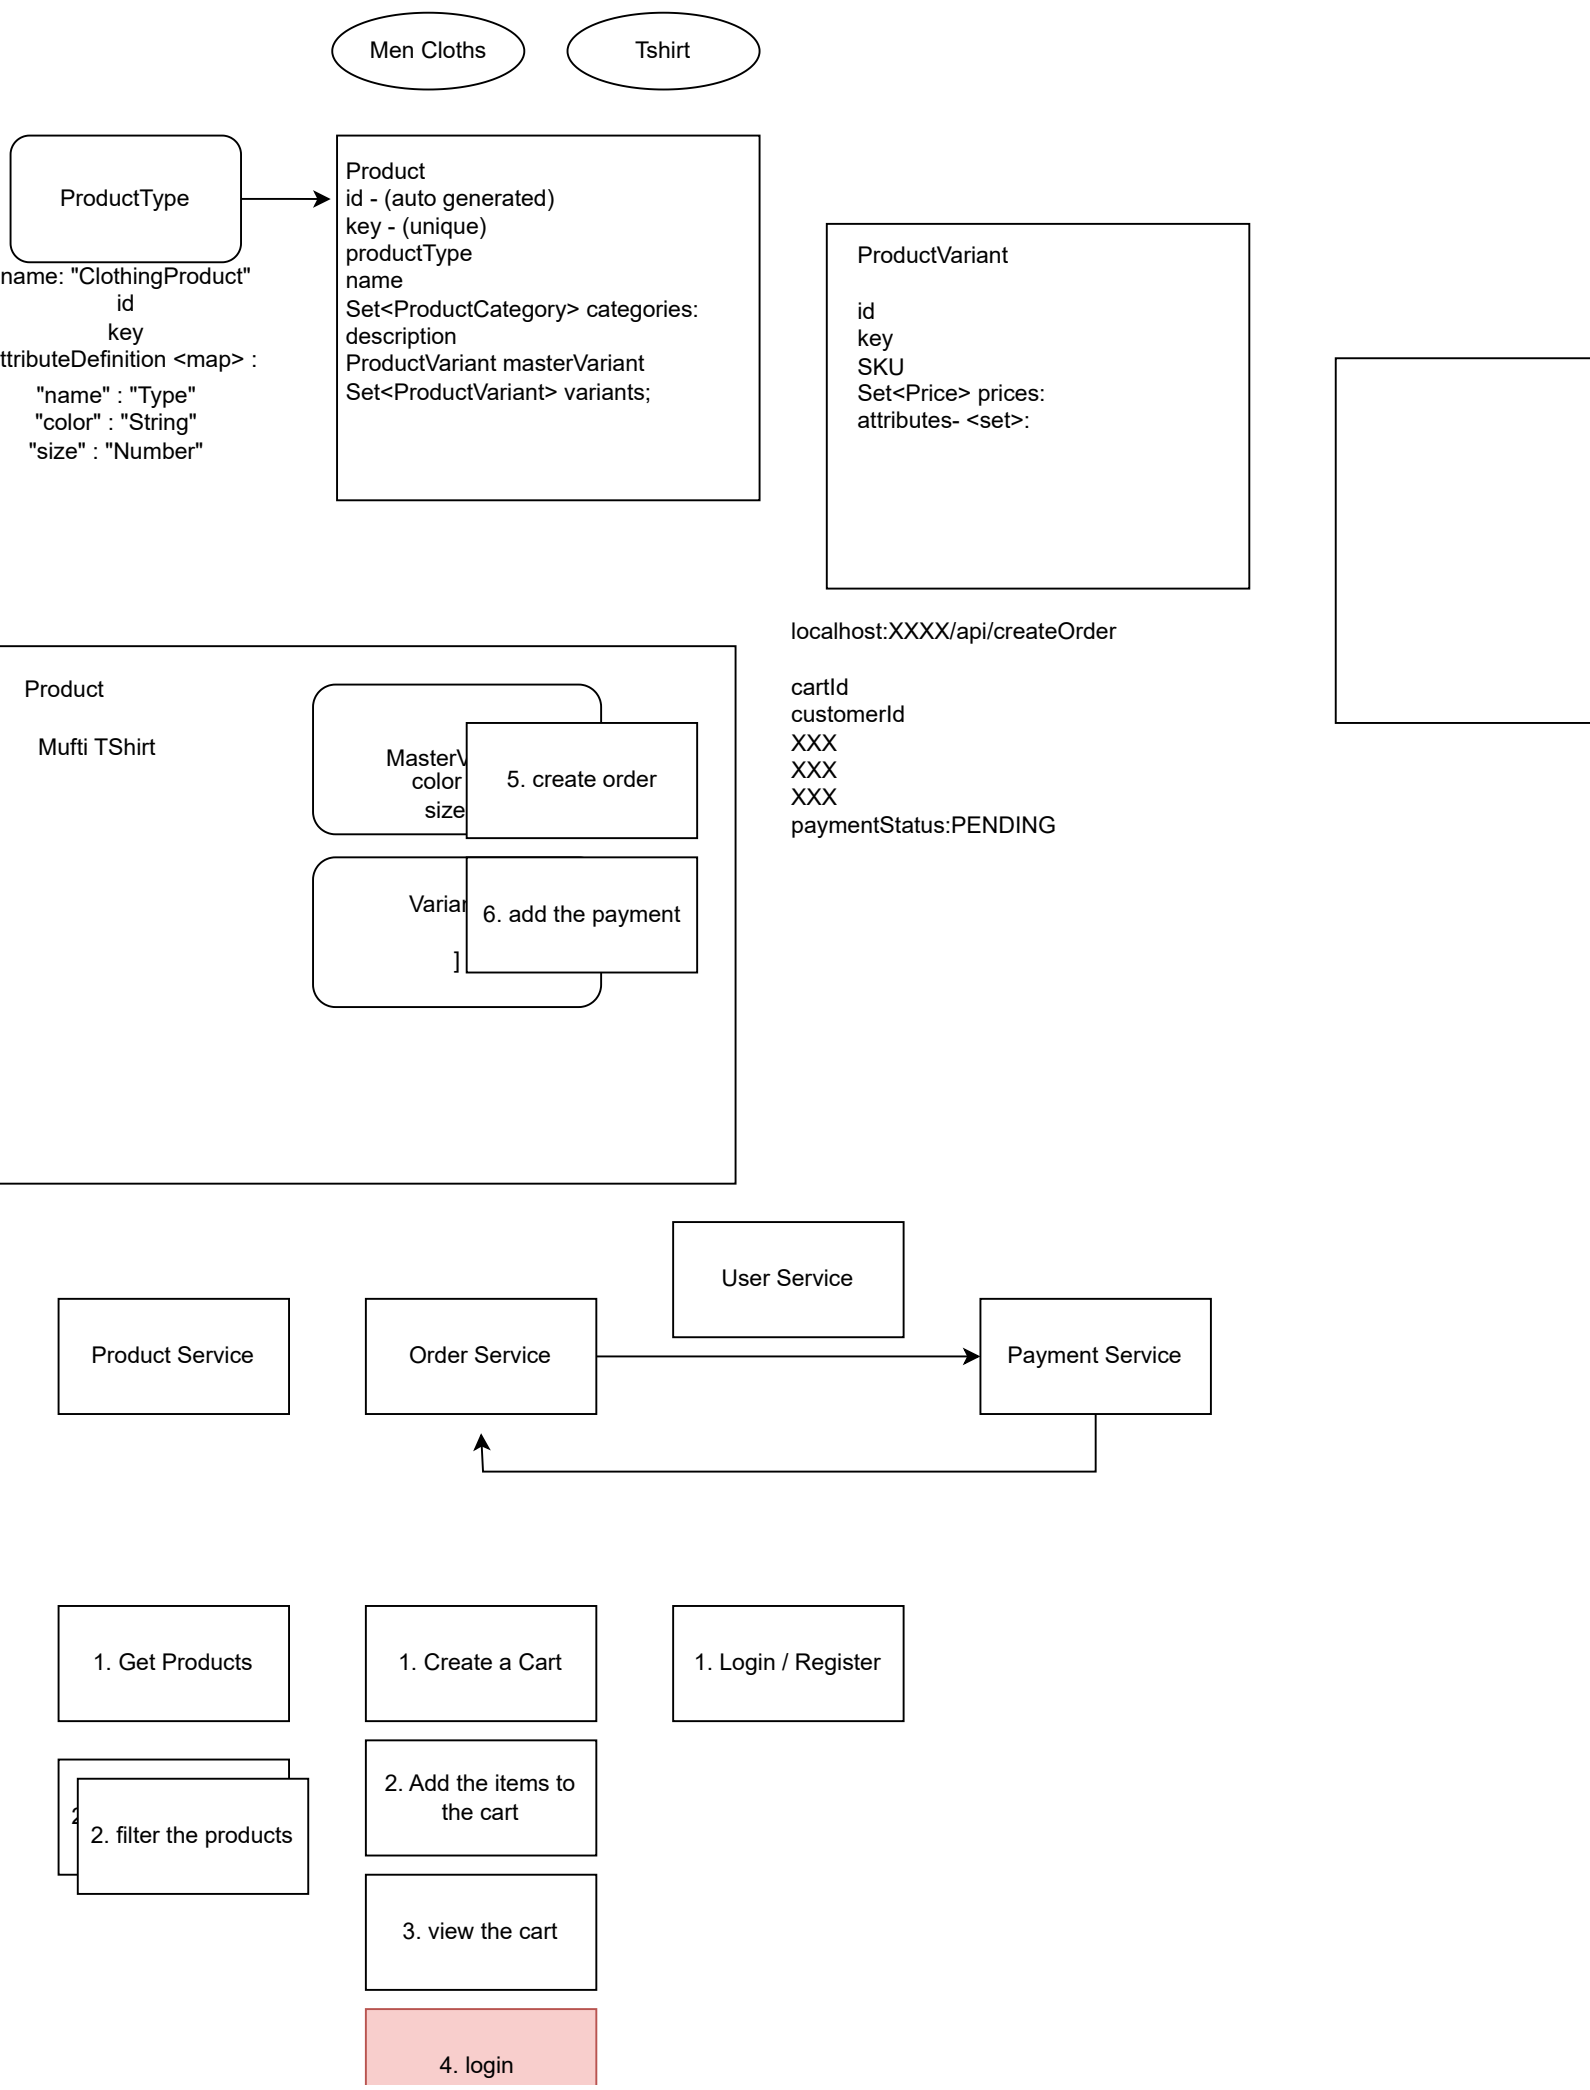 Men Cloths
Tshirt
ProductType
name: "ClothingProduct"
id
key
ttributeDefinition <map> :
"name" : "Type"
"color" : "String"
"size" : "Number"
Product
id - (auto generated)
key - (unique)
productType
name
Set<ProductCategory> categories:
description
ProductVariant masterVariant
Set<ProductVariant> variants;
ProductVariant
id
key
SKU
Set<Price> prices:
attributes- <set>:
localhost:XXXX/api/createOrder
cartId
customerId
XXX
XXX
XXX
paymentStatus:PENDING
Product
Mufti TShirt
MasterV
color
size
5. create order
Varian
]
6. add the payment
User Service
Product Service
Order Service
Payment Service
1. Get Products
1. Create a Cart
1. Login / Register
2. Add the items to
the cart
2. filter the products
3. view the cart
4. login